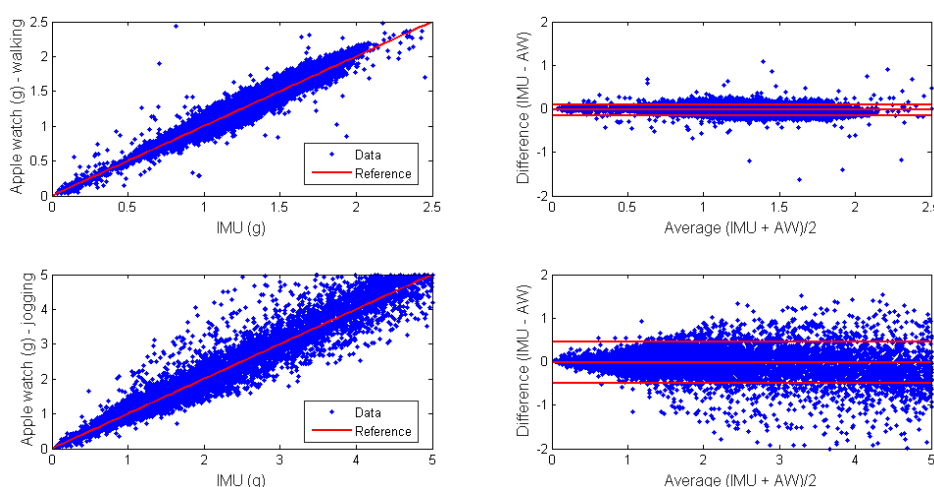 2.5
2
1.5
1
0.5
0
Apple watch (g) - walking
0 0.5 1 1.5 2 2.5
IMU (g)
Data
Reference
2
1
0
-1
-2
Difference (IMU - AW)
0 0.5 1 1.5 2 2.5
Average (IMU + AW)/2
5
4
3
2
1
0
Apple watch (g) - jogging
0 1 2 3 4 5
IMU (g)
Data
Reference
2
1
0
-1
-2
Difference (IMU - AW)
0 1 2 3 4 5
Average (IMU + AW)/2